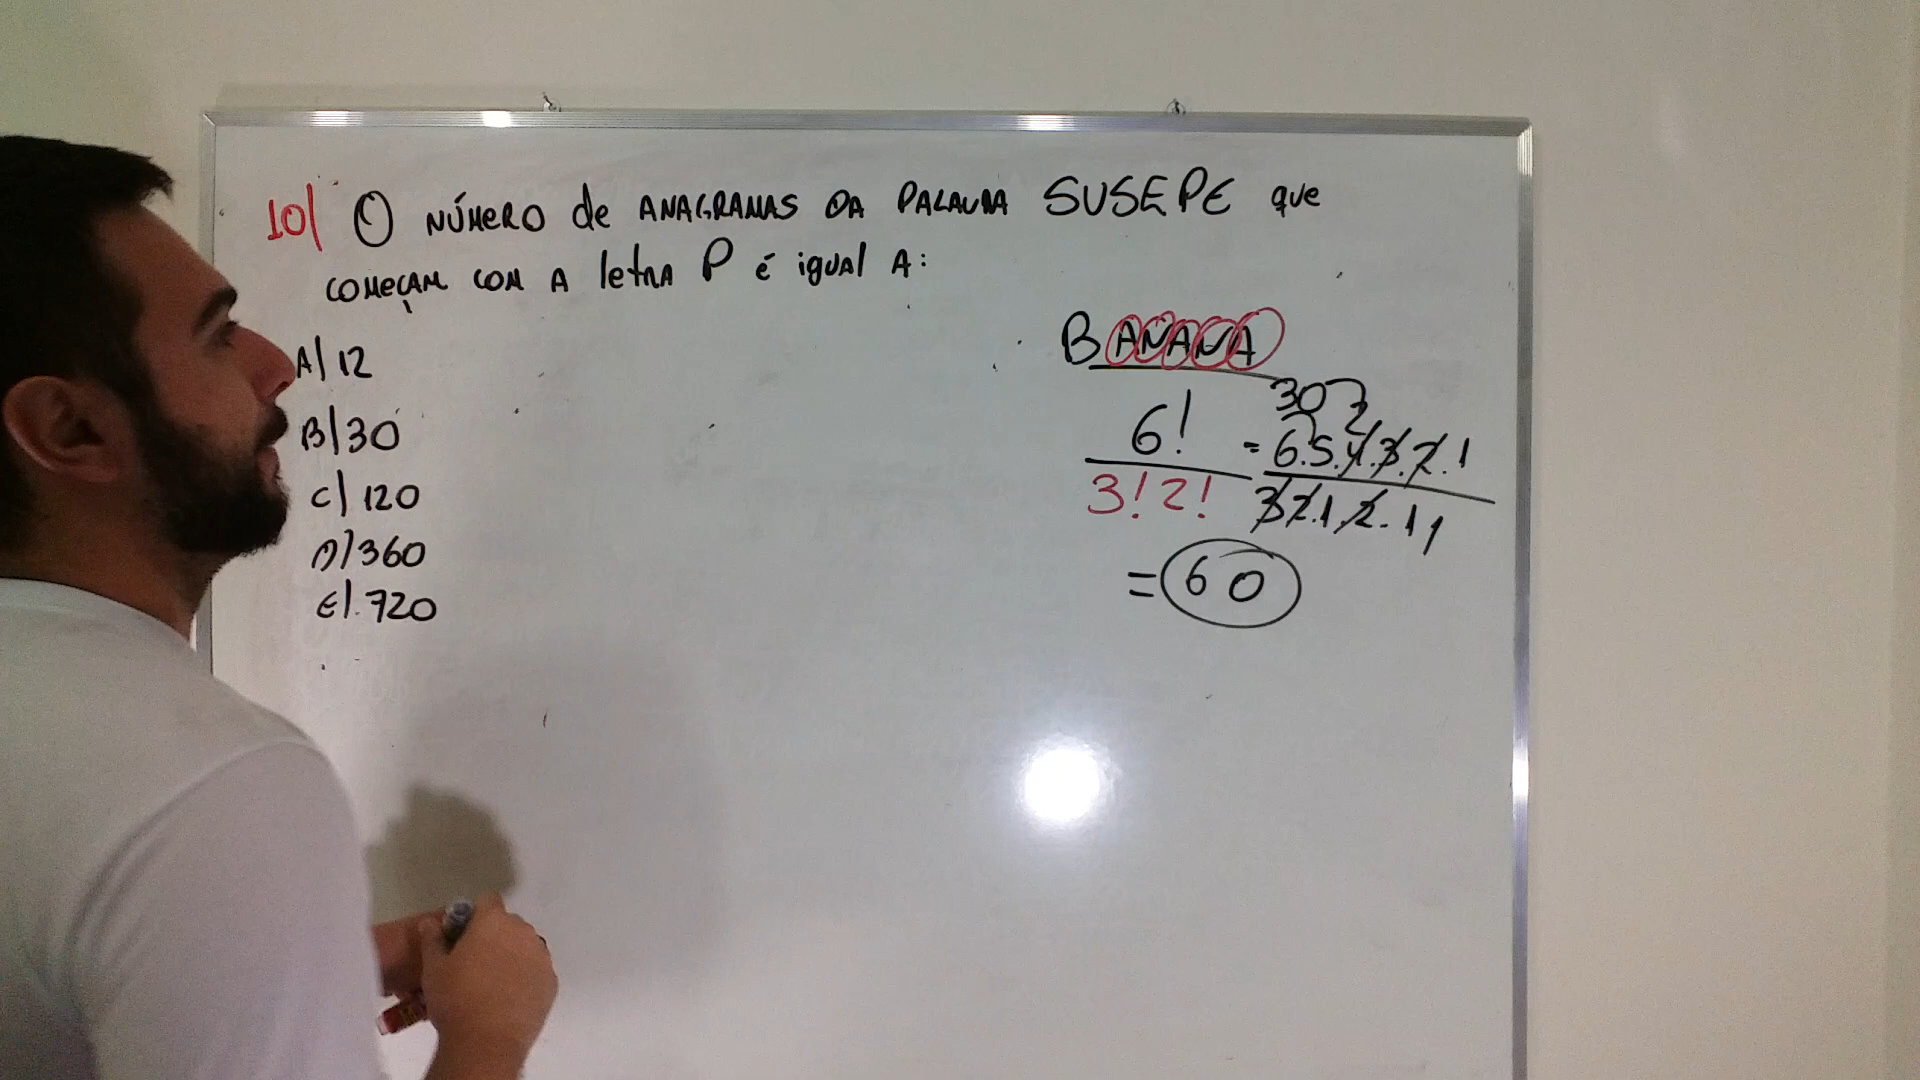 10) O NÚMERO de ANAGRAMAS DA PALAVRA SUSEPE que
COMEÇAM COM A letra P é igual A:
A) 12
B) 30
C) 120
D) 360
E) 720
BANANA
6! = 6.5.4.3.2.1
3!2! 3.2.1.2.1
30 2
= 60